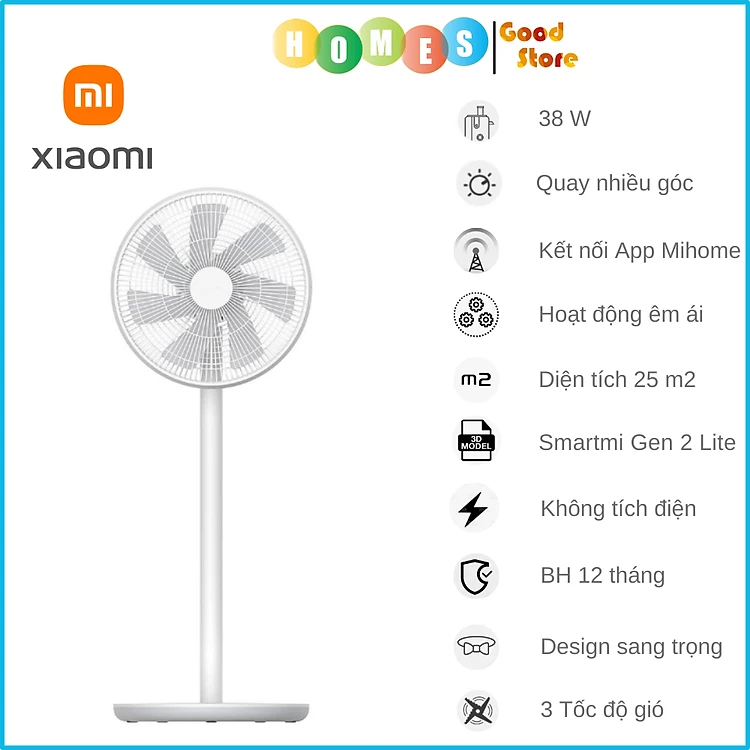 HOMES
Good
Store
mi
xiaomi
38 W
Quay nhiều góc
Kết nối App Mihome
Hoạt động êm ái
m2
Diện tích 25 m2
3D
MODEL
Smartmi Gen 2 Lite
Không tích điện
BH 12 tháng
Design sang trọng
3 Tốc độ gió